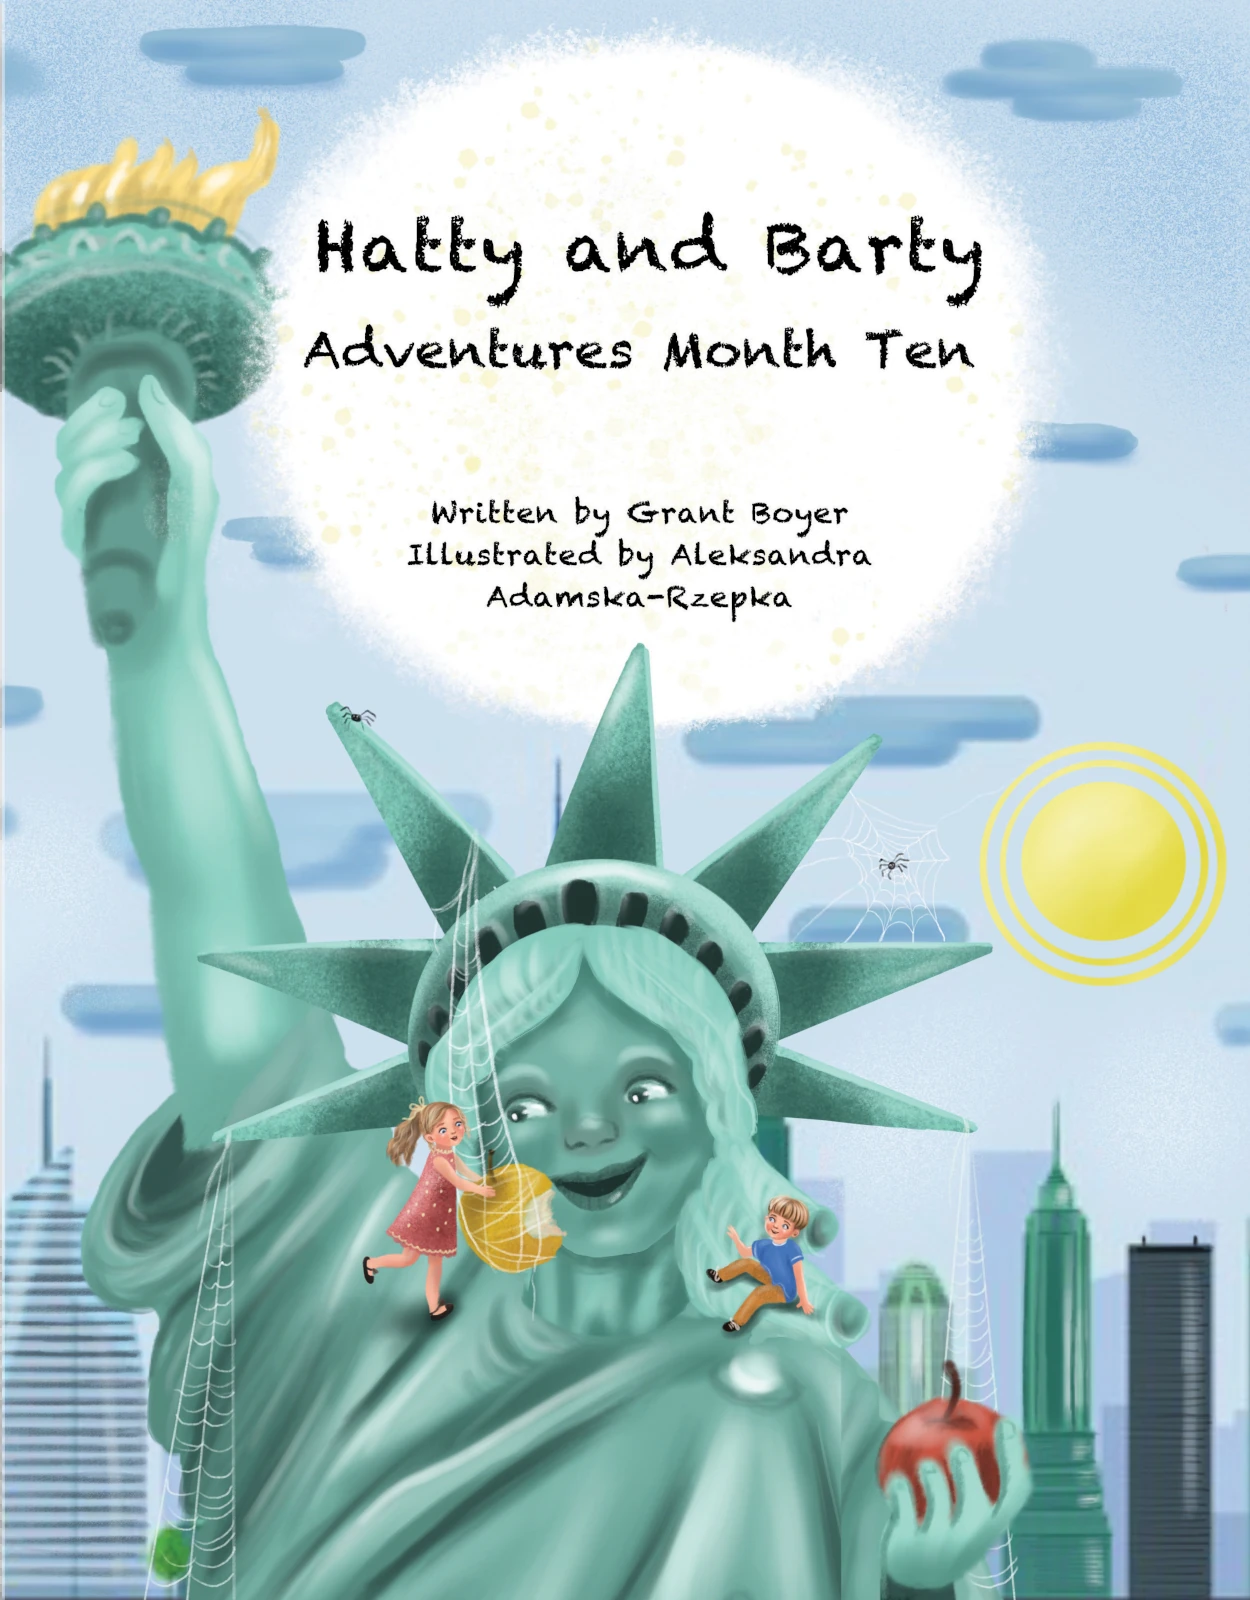 Hatty and Barty
Adventures Month Ten
Written by Grant Boyer
Illustrated by Aleksandra
Adamska-Rzepka